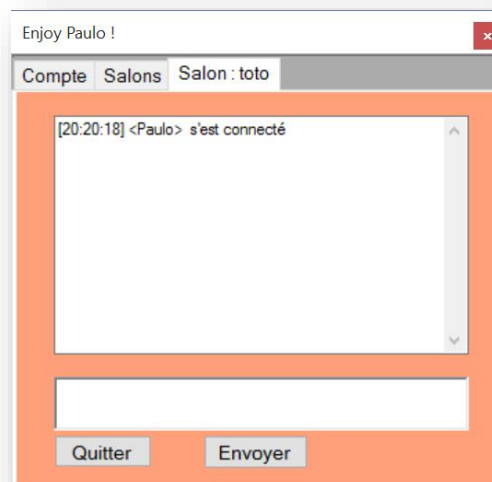 Enjoy Paulo !
x
Compte Salons Salon : toto
[20:20:18] <Paulo> s'est connecté
Quitter Envoyer